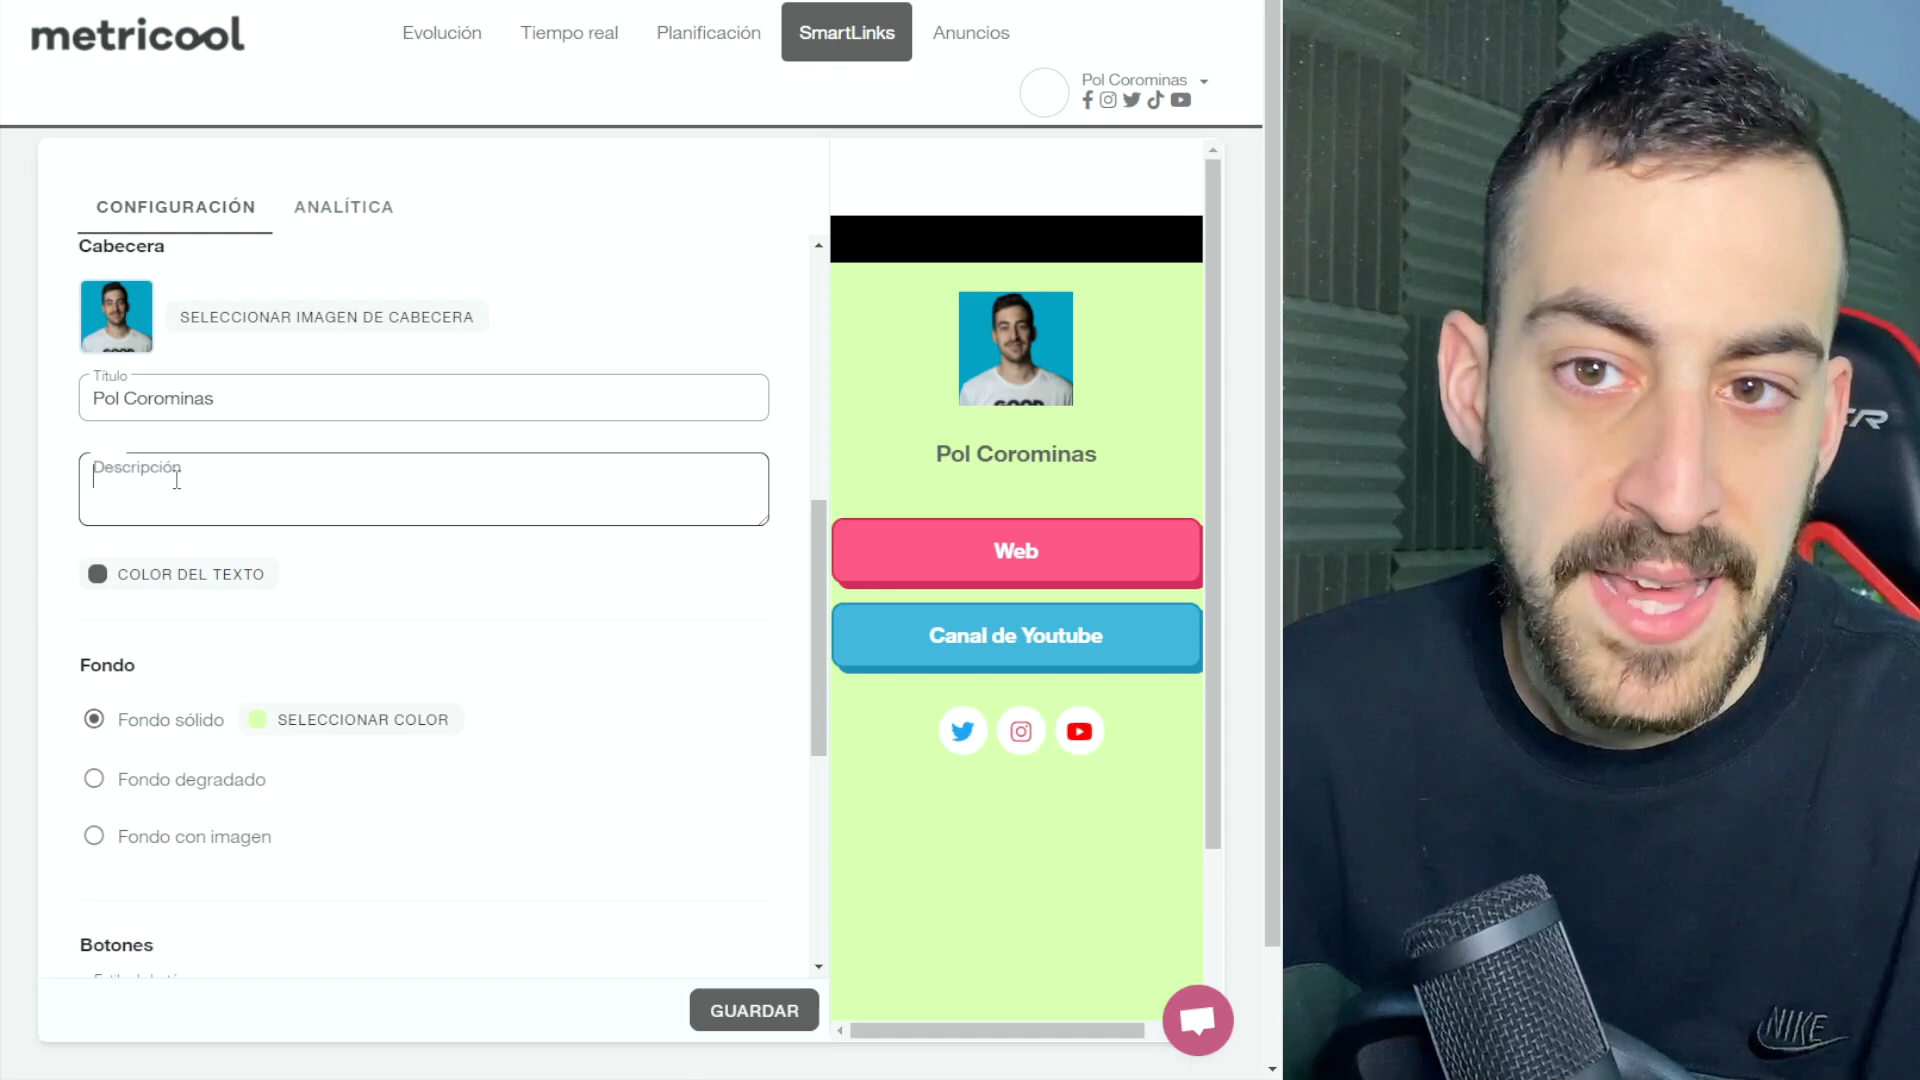 metricool
Evolución
Tiempo real
Planificación
SmartLinks
Anuncios
Pol Corominas
CONFIGURACIÓN
ANALÍTICA
Cabecera
SELECCIONAR IMAGEN DE CABECERA
Título
Pol Corominas
Descripción
COLOR DEL TEXTO
Fondo
Fondo sólido
SELECCIONAR COLOR
Fondo degradado
Fondo con imagen
Botones
GUARDAR
GOOD
Pol Corominas
Web
Canal de Youtube
NIKE